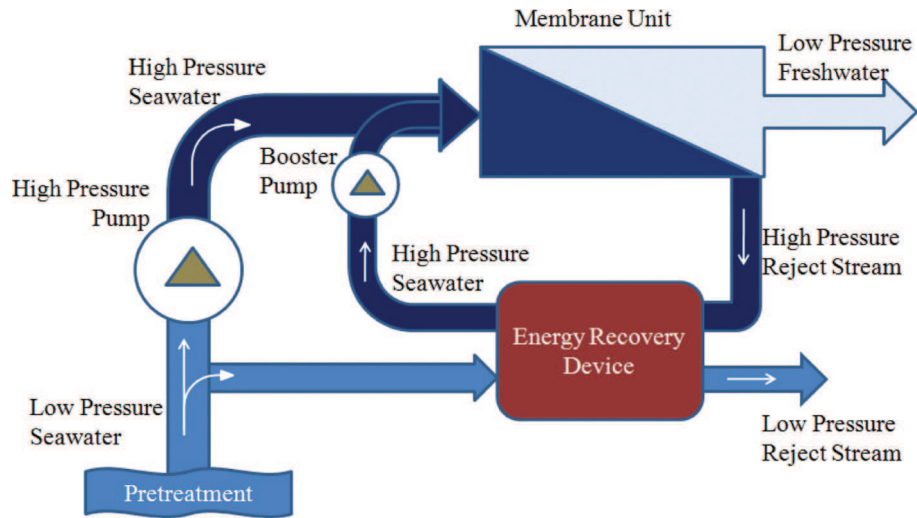 Membrane Unit
Low Pressure
Freshwater
High Pressure
Seawater
Booster
Pump
High Pressure
Pump
High Pressure
Seawater
High Pressure
Reject Stream
Energy Recovery
Device
Low Pressure
Seawater
Low Pressure
Reject Stream
Pretreatment